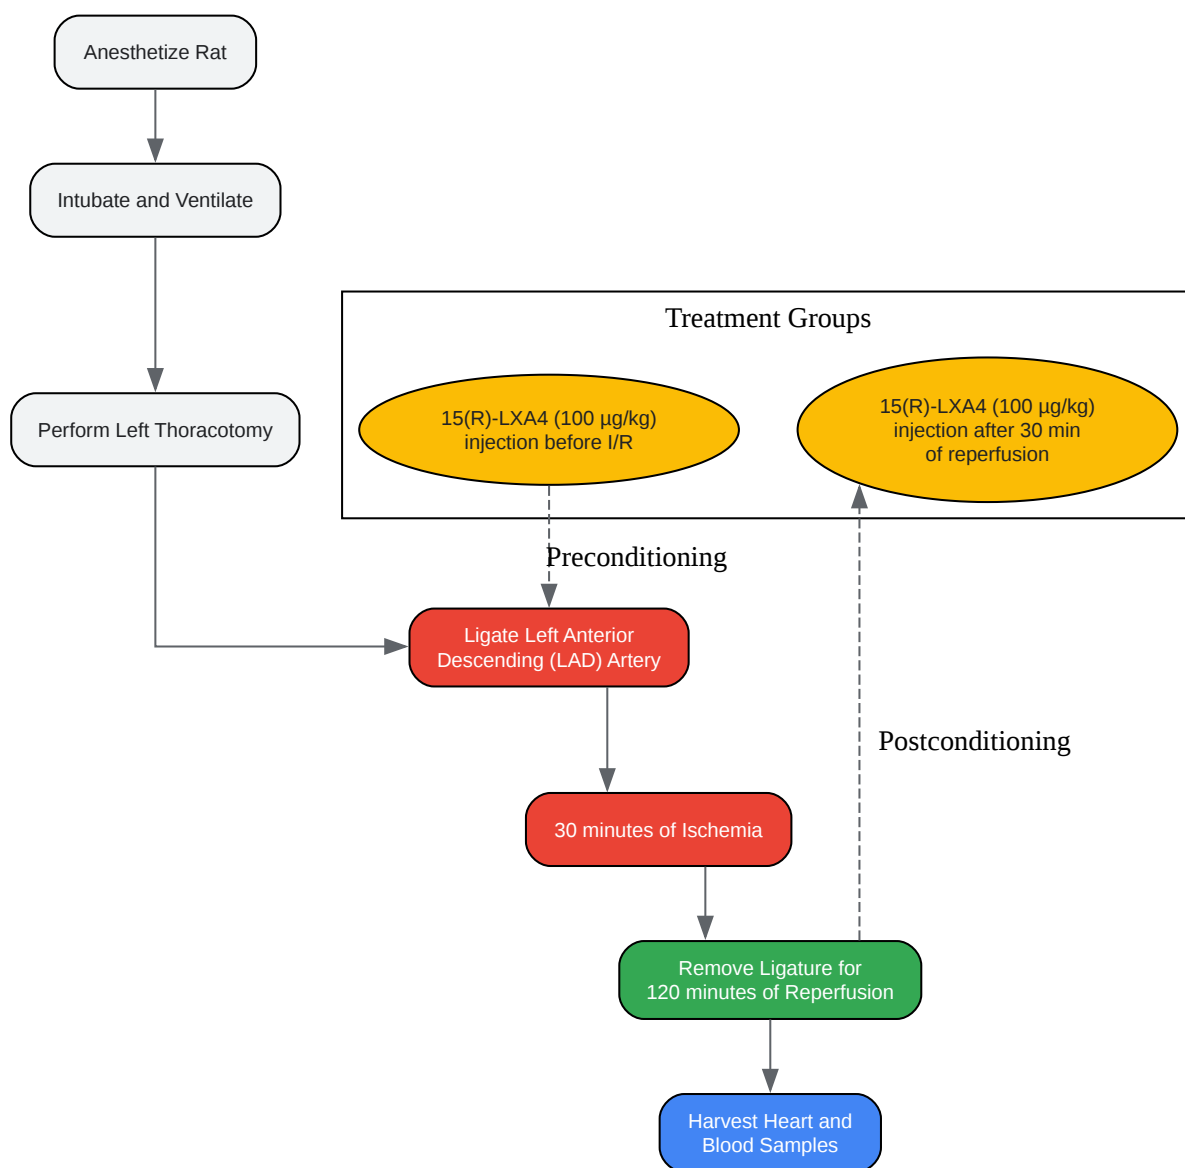 Anesthetize Rat
Intubate and Ventilate
Perform Left Thoracotomy
Treatment Groups
15(R)-LXA4 (100 µg/kg)
injection before I/R
15(R)-LXA4 (100 µg/kg)
injection after 30 min
of reperfusion
Preconditioning
Ligate Left Anterior
Descending (LAD) Artery
Postconditioning
30 minutes of Ischemia
Remove Ligature for
120 minutes of Reperfusion
Harvest Heart and
Blood Samples